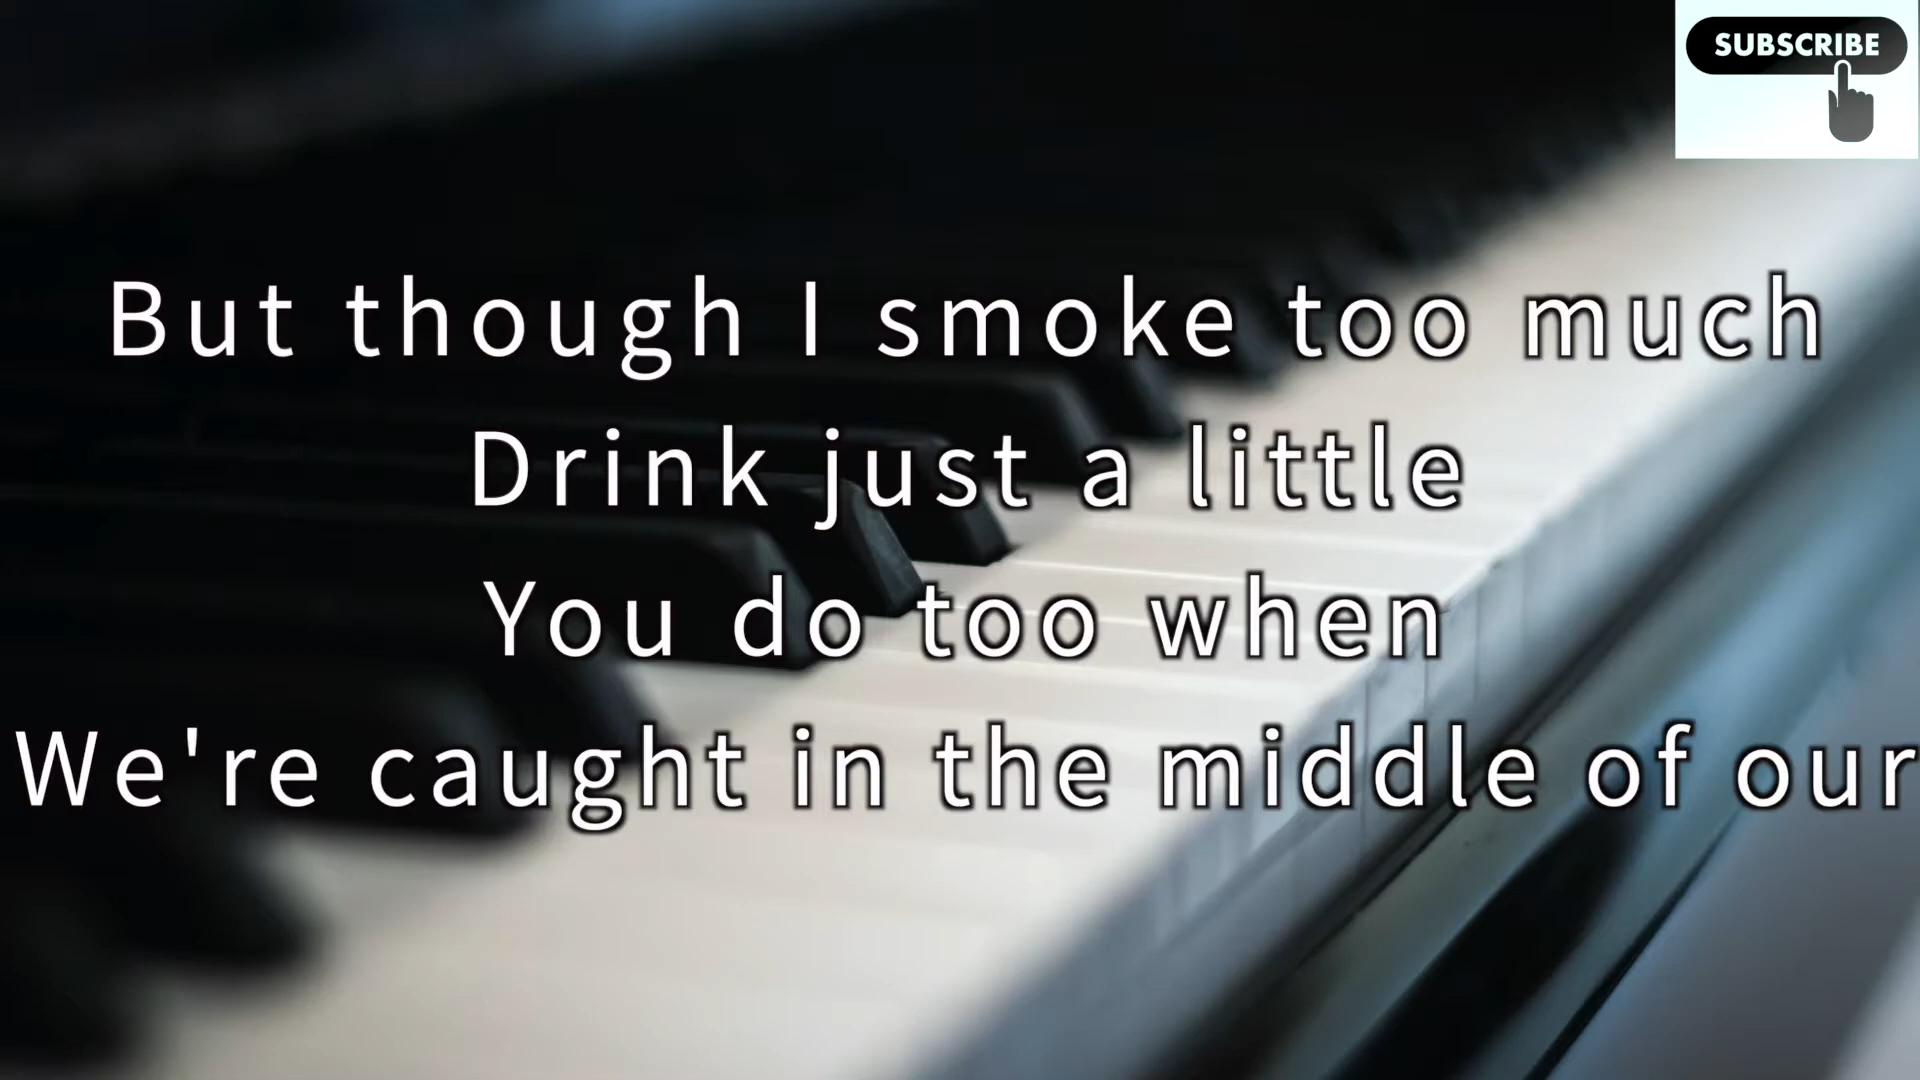 SUBSCRIBE
But though I smoke too much
Drink just a little
You do too when
We're caught in the middle of our